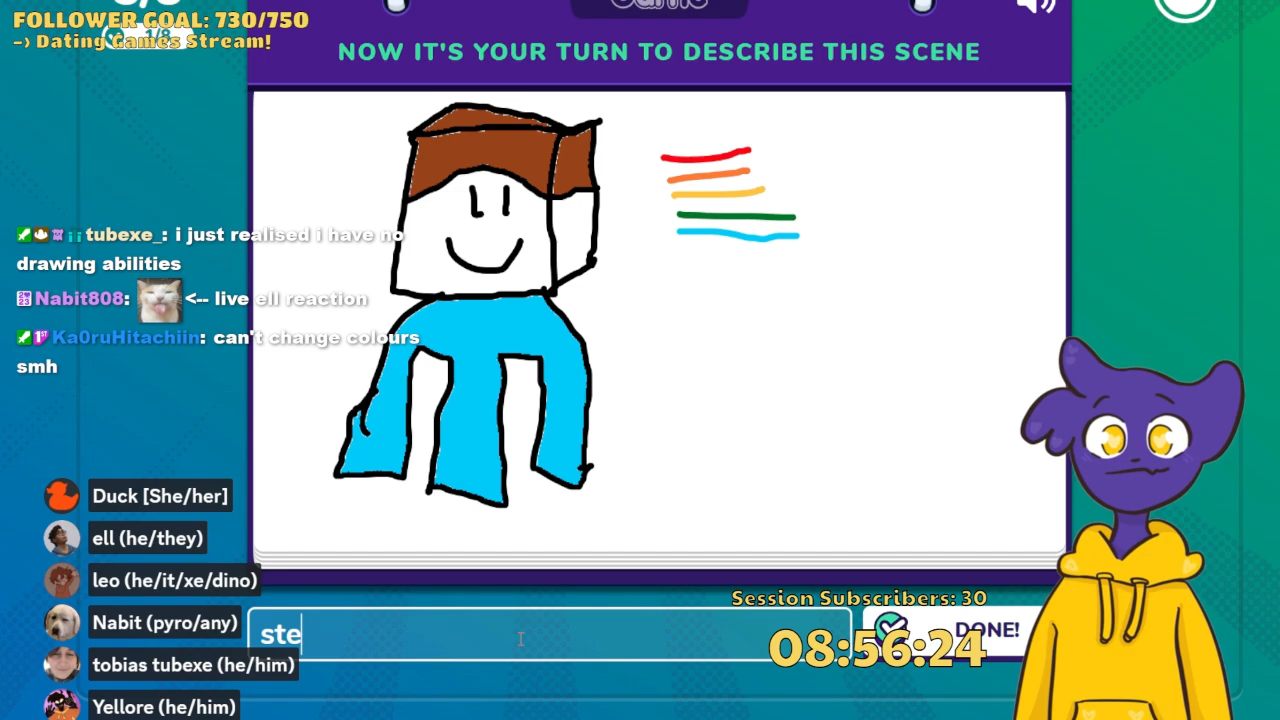 FOLLOWER GOAL: 730/750
-> Dating Games Stream!
1/8
NOW IT'S YOUR TURN TO DESCRIBE THIS SCENE
tubexe_: i just realised i have no
drawing abilities
Nabit808: <-- live ell reaction
Ka0ruHitachiin: can't change colours
smh
Duck [She/her]
ell (he/they)
leo (he/it/xe/dino)
Nabit (pyro/any)
tobias tubexe (he/him)
Yellore (he/him)
ste
Session Subscribers: 30
DONE!
08:56:24